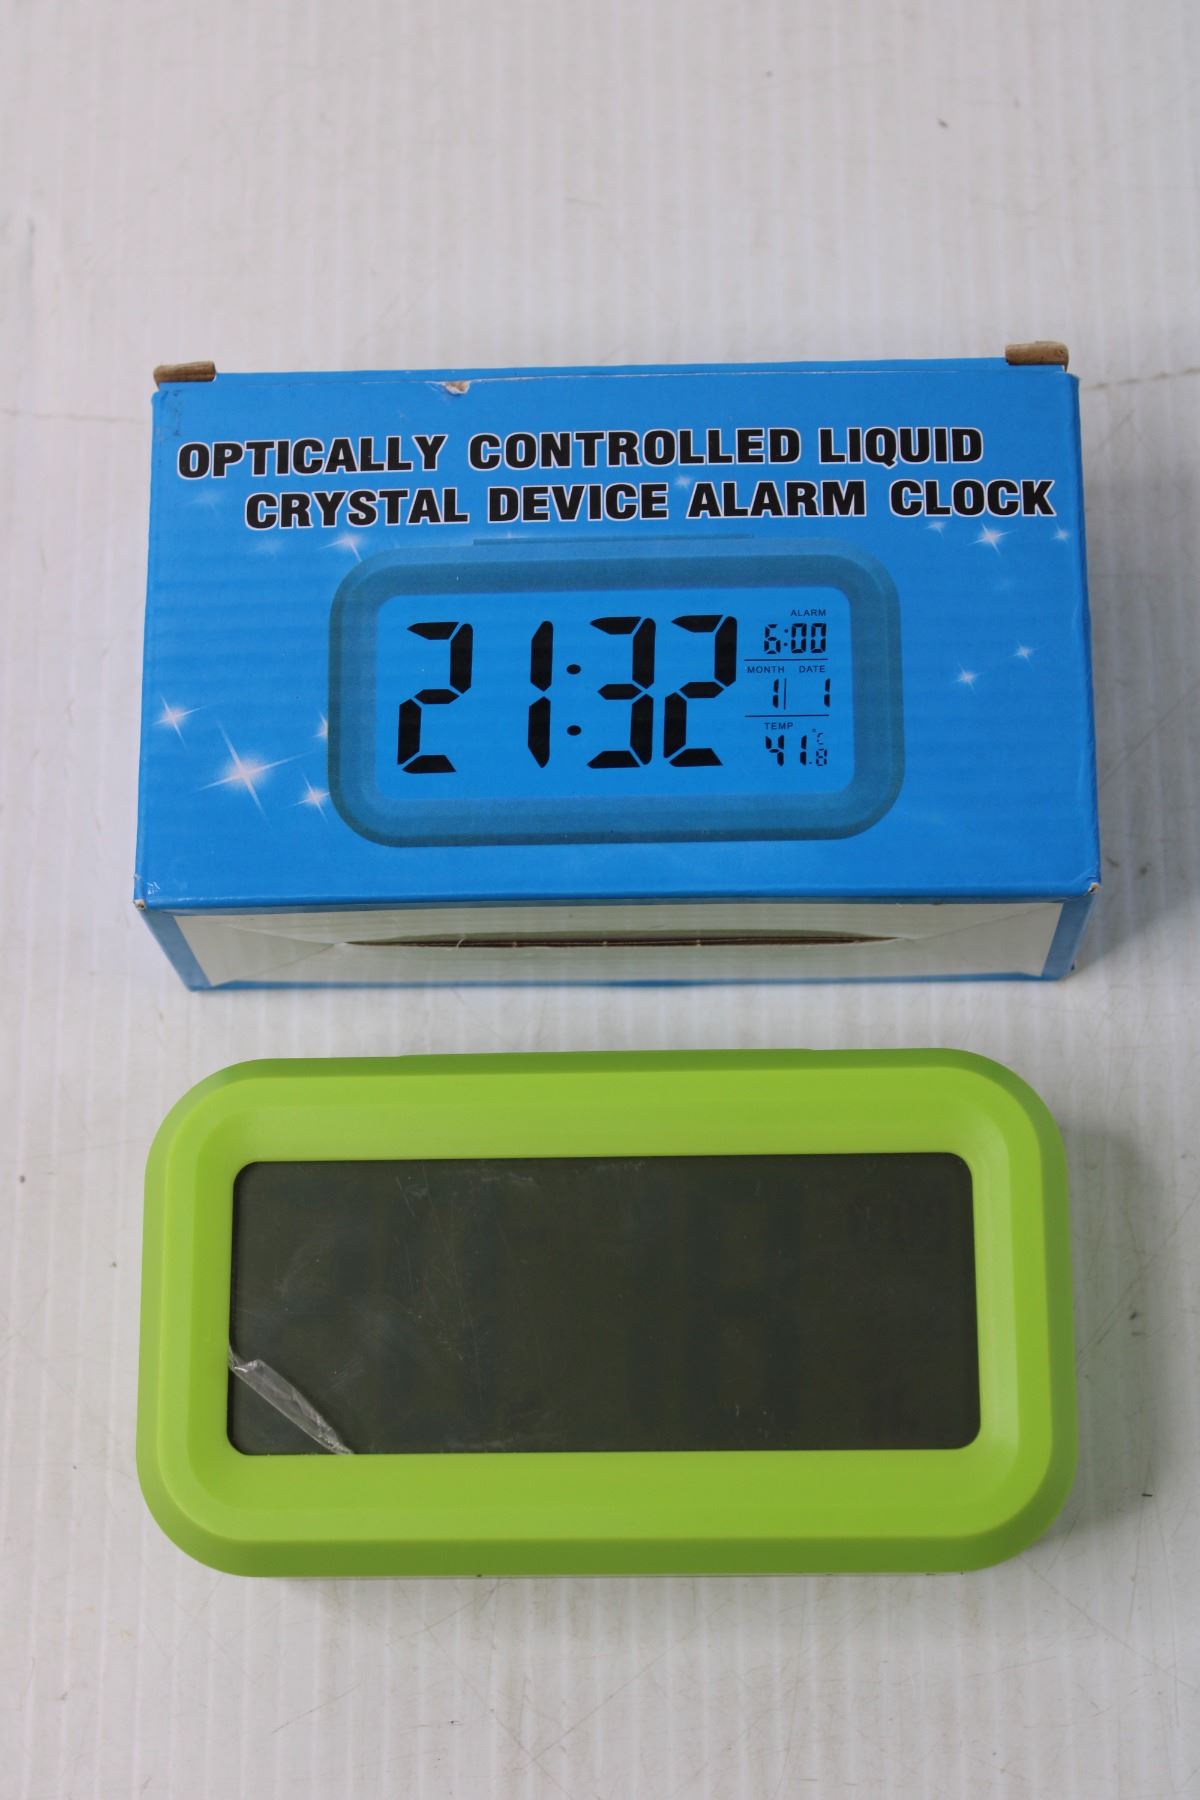 OPTICALLY CONTROLLED LIQUID
CRYSTAL DEVICE ALARM CLOCK
21:32
ALARM
6:00
MONTH DATE
1 1
TEMP
41.8 °C